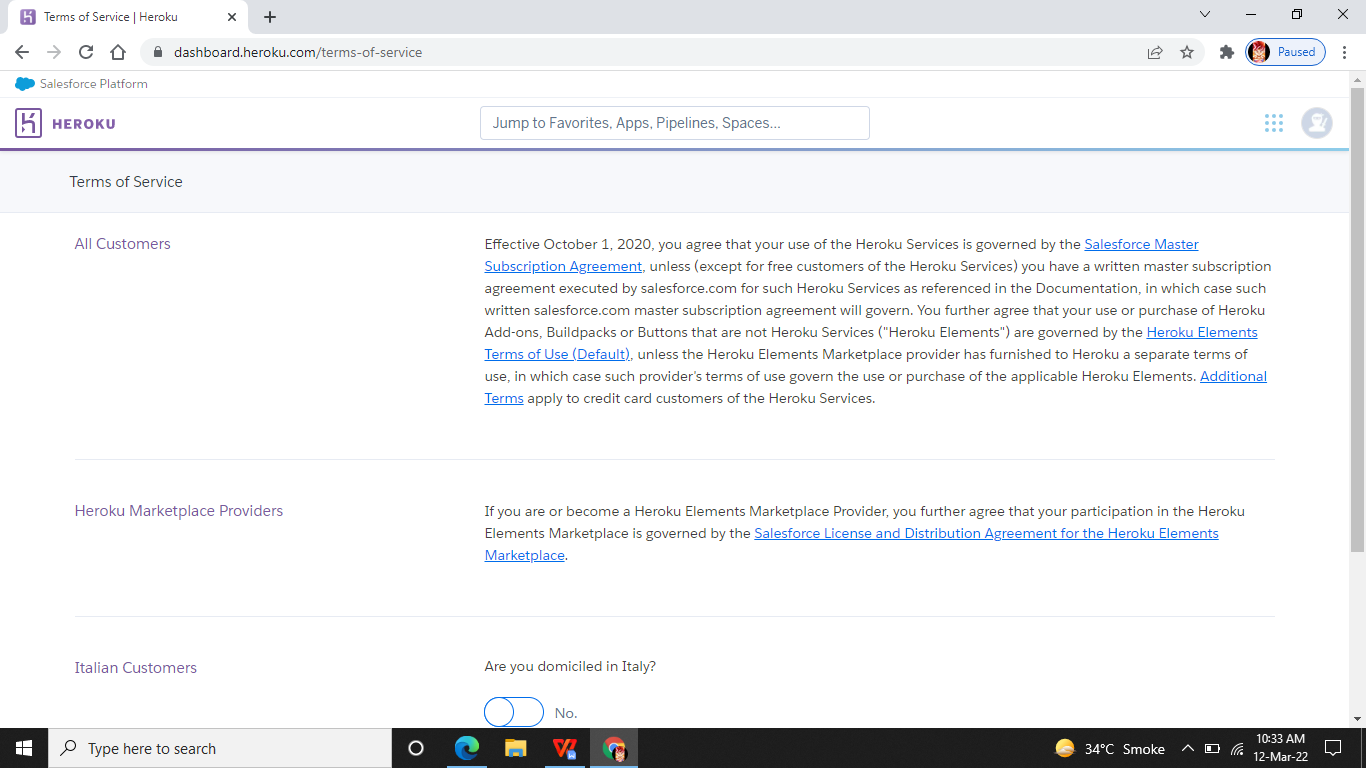 Terms of Service | Heroku
dashboard.heroku.com/terms-of-service
Paused
Salesforce Platform
HEROKU
Jump to Favorites, Apps, Pipelines, Spaces...
Terms of Service
All Customers
Effective October 1, 2020, you agree that your use of the Heroku Services is governed by the Salesforce Master
Subscription Agreement, unless (except for free customers of the Heroku Services) you have a written master subscription
agreement executed by salesforce.com for such Heroku Services as referenced in the Documentation, in which case such
written salesforce.com master subscription agreement will govern. You further agree that your use or purchase of Heroku
Add-ons, Buildpacks or Buttons that are not Heroku Services ("Heroku Elements") are governed by the Heroku Elements
Terms of Use (Default), unless the Heroku Elements Marketplace provider has furnished to Heroku a separate terms of
use, in which case such provider's terms of use govern the use or purchase of the applicable Heroku Elements. Additional
Terms apply to credit card customers of the Heroku Services.
Heroku Marketplace Providers
If you are or become a Heroku Elements Marketplace Provider, you further agree that your participation in the Heroku
Elements Marketplace is governed by the Salesforce License and Distribution Agreement for the Heroku Elements
Marketplace.
Italian Customers
Are you domiciled in Italy?
No.
Type here to search
34°C Smoke
10:33 AM
12-Mar-22